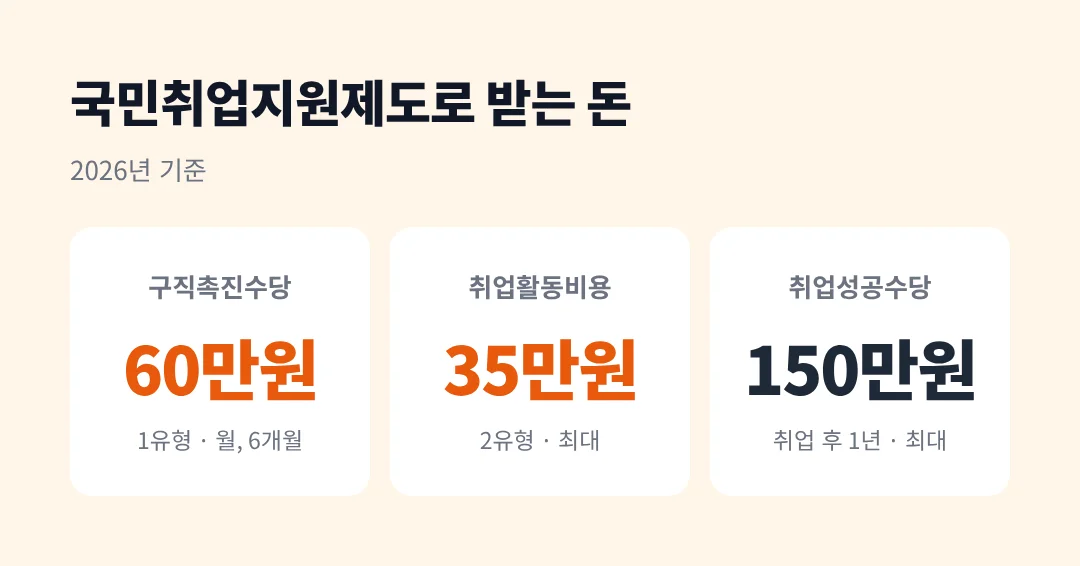 국민취업지원제도로 받는 돈
2026년 기준
구직촉진수당
60만원
1유형 · 월, 6개월
취업활동비용
35만원
2유형 · 최대
취업성공수당
150만원
취업 후 1년 · 최대